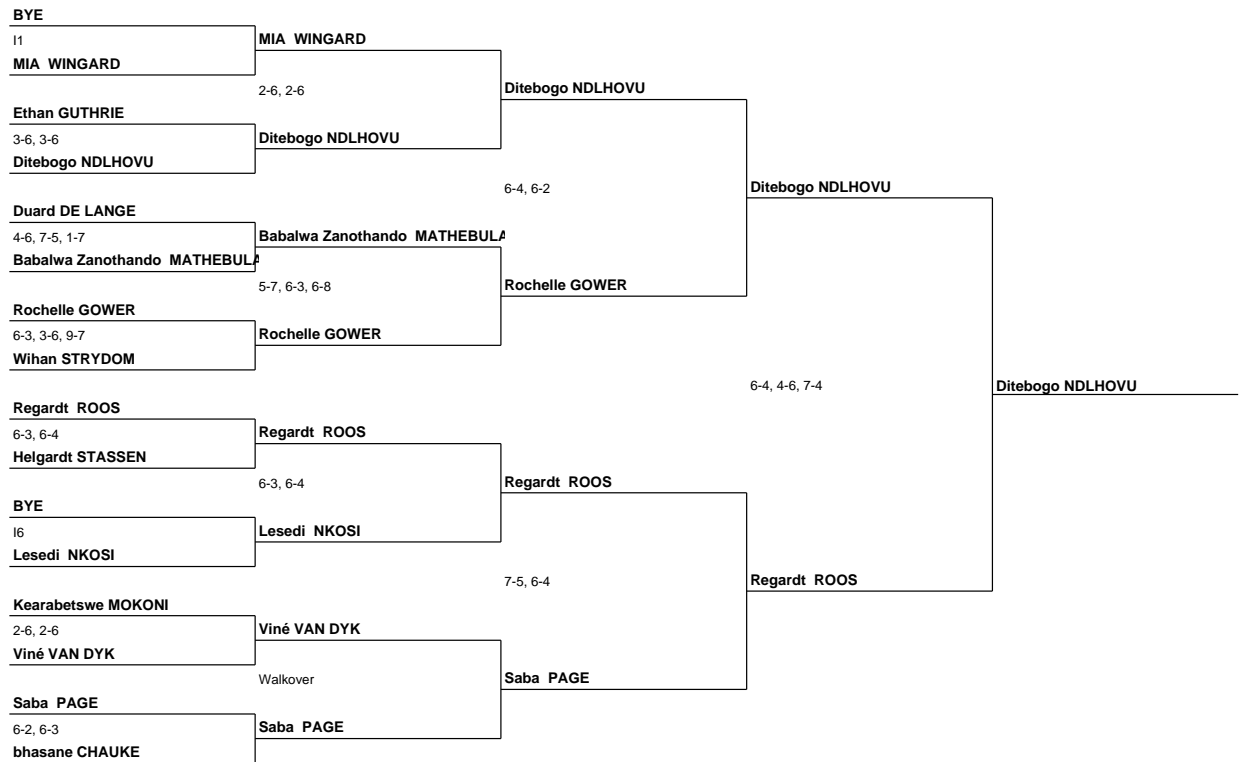 BYE
I1
MIA  WINGARD
MIA  WINGARD
2-6, 2-6
Ditebogo NDLHOVU
Ethan GUTHRIE
3-6, 3-6
Ditebogo NDLHOVU
Ditebogo NDLHOVU
6-4, 6-2
Ditebogo NDLHOVU
Duard DE LANGE
4-6, 7-5, 1-7
Babalwa Zanothando  MATHEBULA
Babalwa Zanothando  MATHEBULA
5-7, 6-3, 6-8
Rochelle GOWER
Rochelle GOWER
6-3, 3-6, 9-7
Wihan STRYDOM
Rochelle GOWER
6-4, 4-6, 7-4
Ditebogo NDLHOVU
Regardt  ROOS
6-3, 6-4
Helgardt STASSEN
Regardt  ROOS
6-3, 6-4
Regardt  ROOS
BYE
I6
Lesedi  NKOSI
Lesedi  NKOSI
7-5, 6-4
Regardt  ROOS
Kearabetswe MOKONI
2-6, 2-6
Viné VAN DYK
Viné VAN DYK
Walkover
Saba  PAGE
Saba  PAGE
6-2, 6-3
bhasane CHAUKE
Saba  PAGE